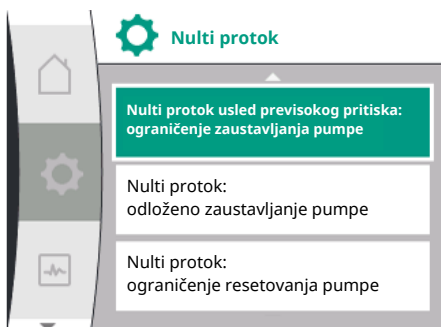 Nulti protok
Nulti protok usled previsokog pritiska:
ograničenje zaustavljanja pumpe
Nulti protok:
odloženo zaustavljanje pumpe
Nulti protok:
ograničenje resetovanja pumpe